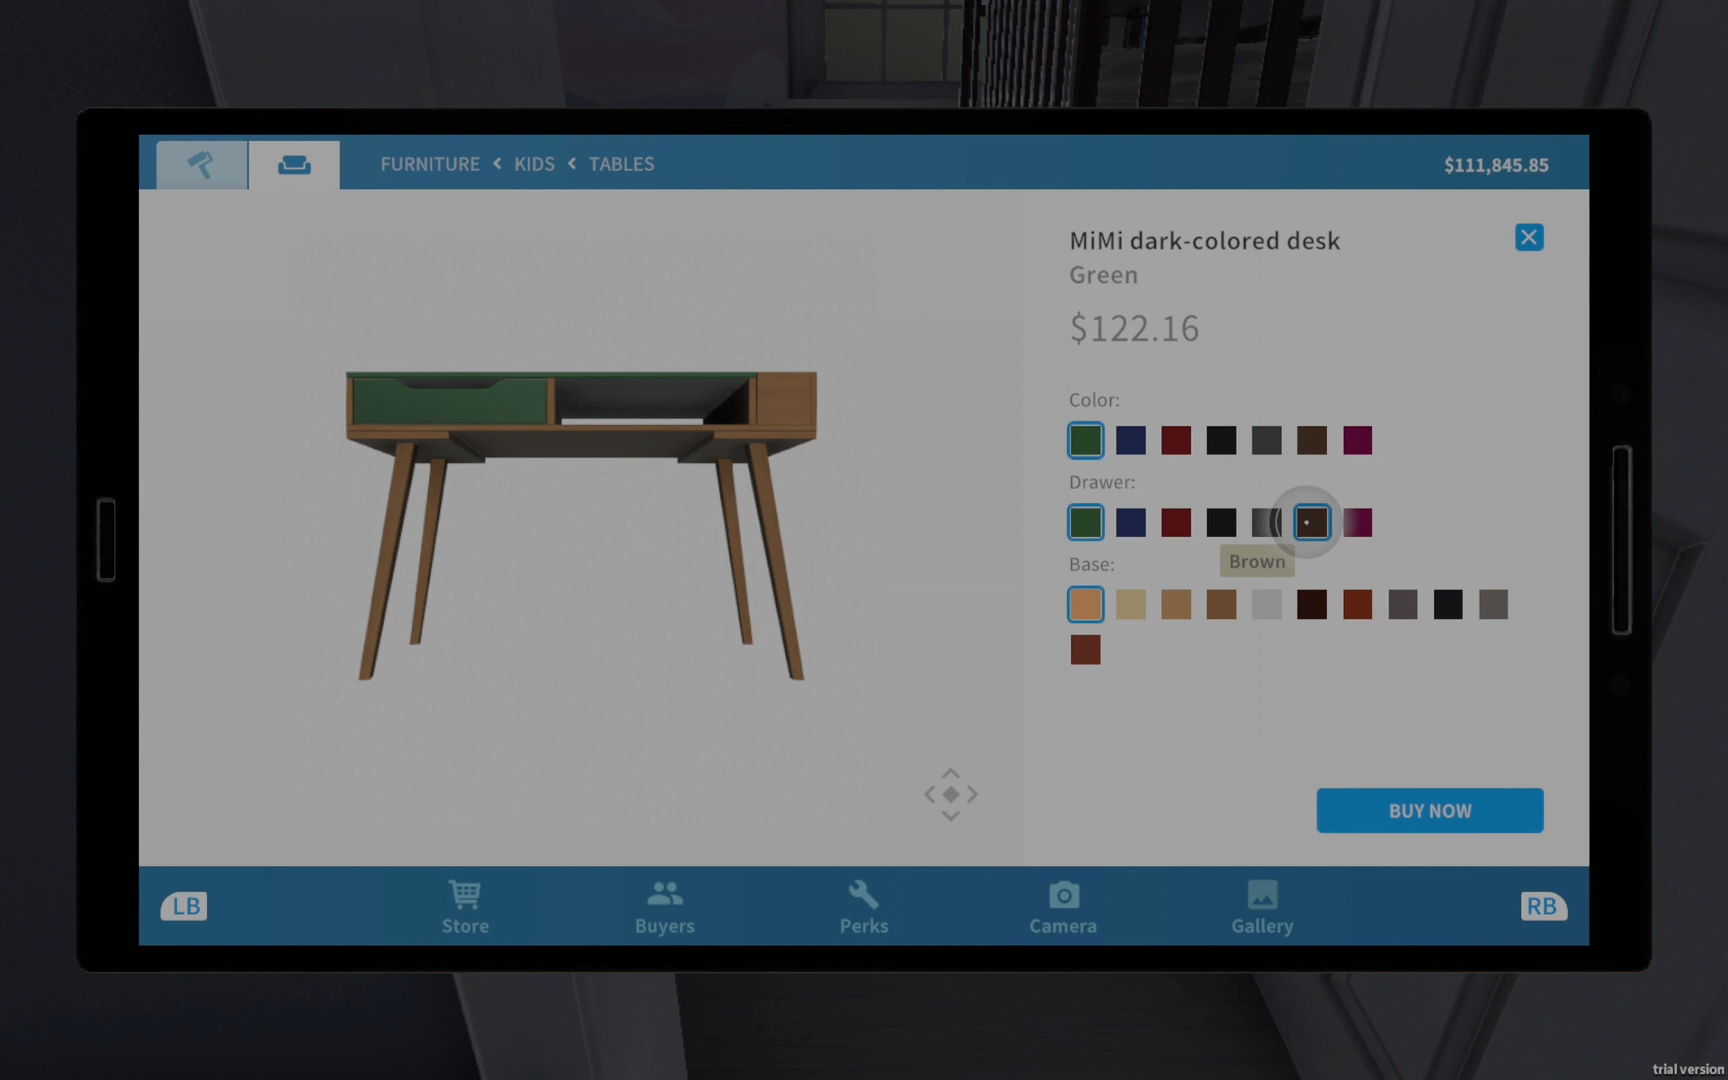 FURNITURE < KIDS < TABLES
$111,845.85
MiMi dark-colored desk
Green
$122.16
Color:
Drawer:
Brown
Base:
BUY NOW
LB
Store
Buyers
Perks
Camera
Gallery
RB
trial version